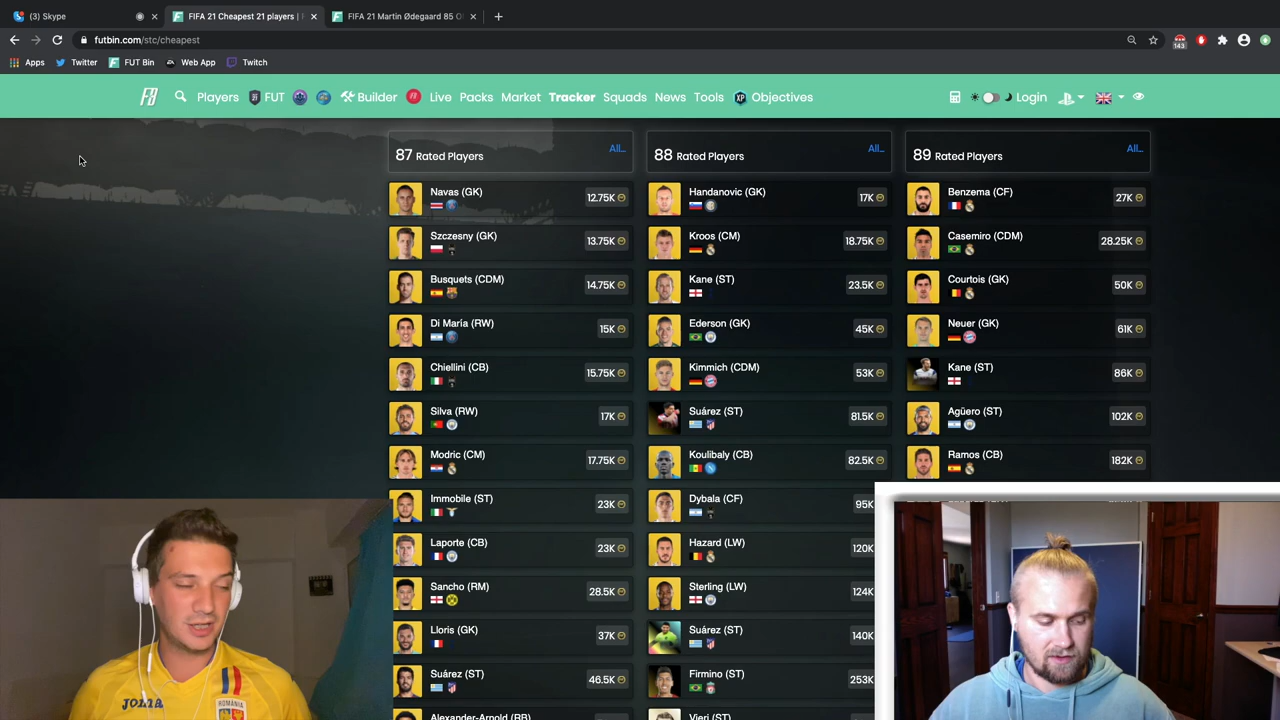 (3) Skype
FIFA 21 Cheapest 21 players |
FIFA 21 Martin Ødegaard 85 O
futbin.com/stc/cheapest
143
Apps Twitter FUT Bin Web App Twitch
Players FUT Builder Live Packs Market Tracker Squads News Tools XP Objectives Login
87 Rated Players All...
Navas (GK) 12.75K
Szczesny (GK) 13.75K
Busquets (CDM) 14.75K
Di María (RW) 15K
Chiellini (CB) 15.75K
Silva (RW) 17K
Modric (CM) 17.75K
Immobile (ST) 23K
Laporte (CB) 23K
Sancho (RM) 28.5K
Lloris (GK) 37K
Suárez (ST) 46.5K
Alexander-Arnold (RB)
88 Rated Players All...
Handanovic (GK) 17K
Kroos (CM) 18.75K
Kane (ST) 23.5K
Ederson (GK) 45K
Kimmich (CDM) 53K
Suárez (ST) 81.5K
Koulibaly (CB) 82.5K
Dybala (CF) 95K
Hazard (LW) 120K
Sterling (LW) 124K
Suárez (ST) 140K
Firmino (ST) 253K
Vieri (ST)
89 Rated Players All...
Benzema (CF) 27K
Casemiro (CDM) 28.25K
Courtois (GK) 50K
Neuer (GK) 61K
Kane (ST) 86K
Agüero (ST) 102K
Ramos (CB) 182K
JOMA
ROMÂNIA